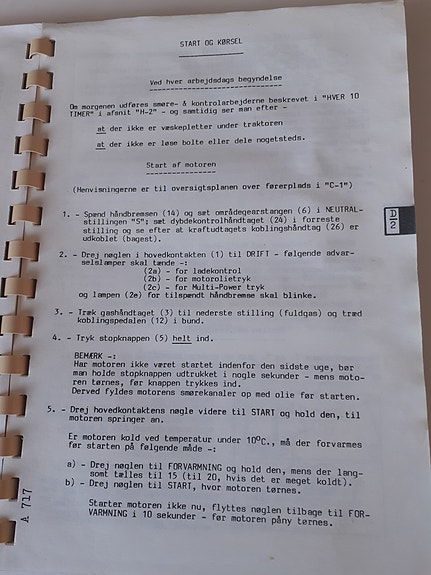 START OG KØRSEL
Ved hver arbejdsdags begyndelse
Om morgenen udføres smøre- & kontrolarbejderne beskrevet i "HVER 10
TIMER" i afsnit "H-2" - og samtidig ser man efter -
at der ikke er væskepletter under traktoren
at der ikke er løse bolte eller dele nogetsteds.
Start af motoren
(Henvisningerne er til oversigtsplanen over førerplads i "C-1")
1. - Spænd håndbremsen (14) og sæt områdegearstangen (6) i NEUTRAL-
stillingen "S"; sæt dybdekontrolhåndtaget (24) i forreste
stilling og se efter at kraftudtagets koblingshåndtag (26) er
udkoblet (bagest).
D/2
2. - Drej nøglen i hovedkontakten (1) til DRIFT - følgende advar-
selslamper skal tænde -:
(2a) - for ladekontrol
(2b) - for motorolietryk
(2c) - for Multi-Power tryk
og lampen (2e) for tilspændt håndbremse skal blinke.
3. - Træk gashåndtaget (3) til nederste stilling (fuldgas) og træd
koblingspedalen (12) i bund.
4. - Tryk stopknappen (5) helt ind.
BEMÆRK -:
Har motoren ikke været startet indenfor den sidste uge, bør
man holde stopknappen udtrukket i nogle sekunder - mens moto-
ren tørnes, før knappen trykkes ind.
Derved fyldes motorens smørekanaler op med olie før starten.
5. - Drej hovedkontaktens nøgle videre til START og hold den, til
motoren springer an.
Er motoren kold ved temperatur under 10ºC., må der forvarmes
før starten på følgende måde -:
a) - Drej nøglen til FORVARMNING og hold den, mens der lang-
somt tælles til 15 (til 20, hvis det er meget koldt).
b) - Drej nøglen til START, hvor motoren tørnes.
Starter motoren ikke nu, flyttes nøglen tilbage til FOR-
VARMNING i 10 sekunder - før motoren påny tørnes.
A 717